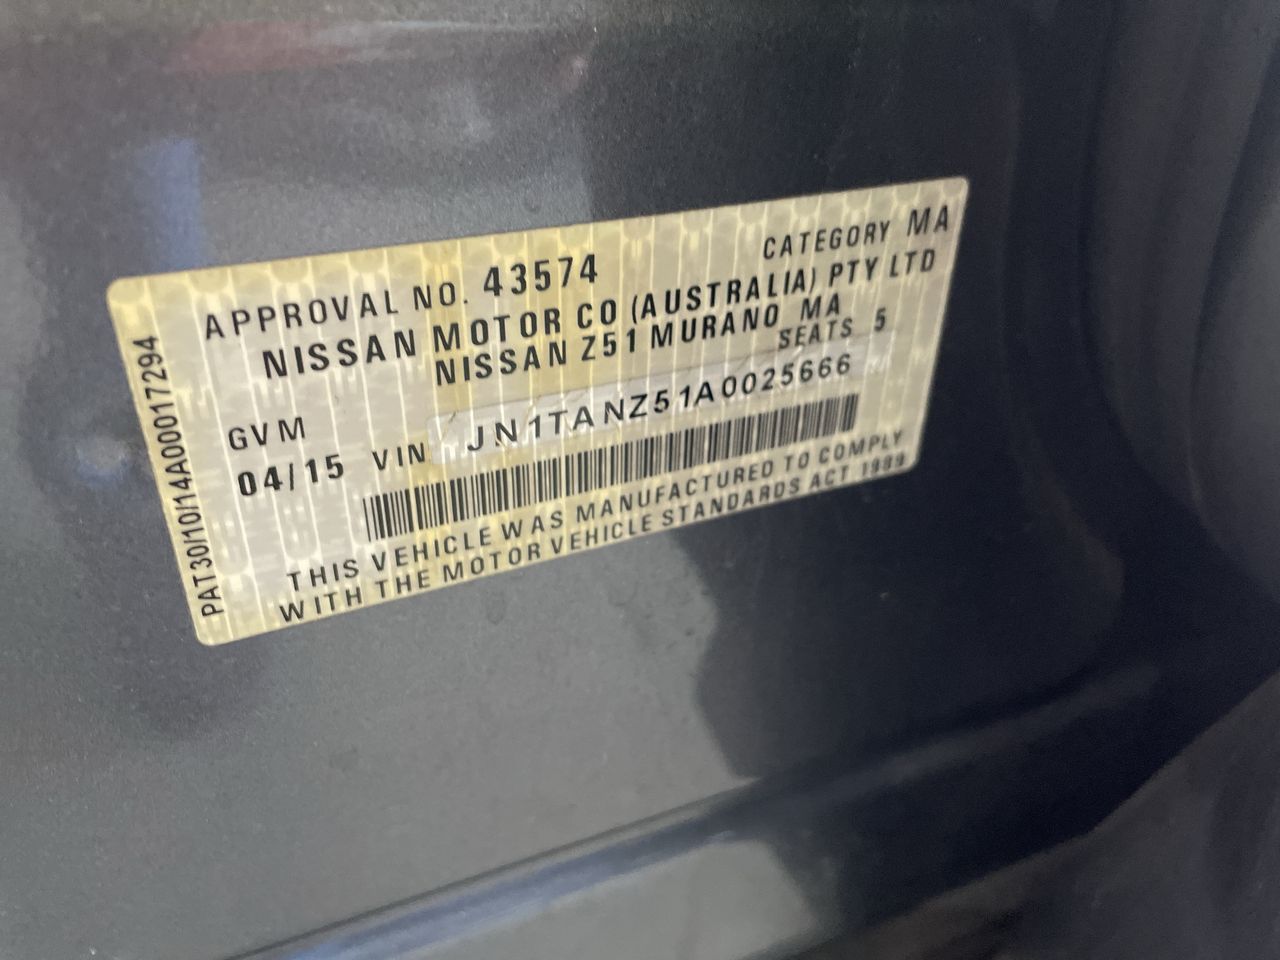 APPROVAL NO. 43574 CATEGORY MA
NISSAN MOTOR CO (AUSTRALIA) PTY LTD
NISSAN Z51 MURANO MA
SEATS 5
GVM
04/15 VIN JN1TANZ51A0025666
THIS VEHICLE WAS MANUFACTURED TO COMPLY
WITH THE MOTOR VEHICLE STANDARDS ACT 1989
PAT30/10/14A00017294